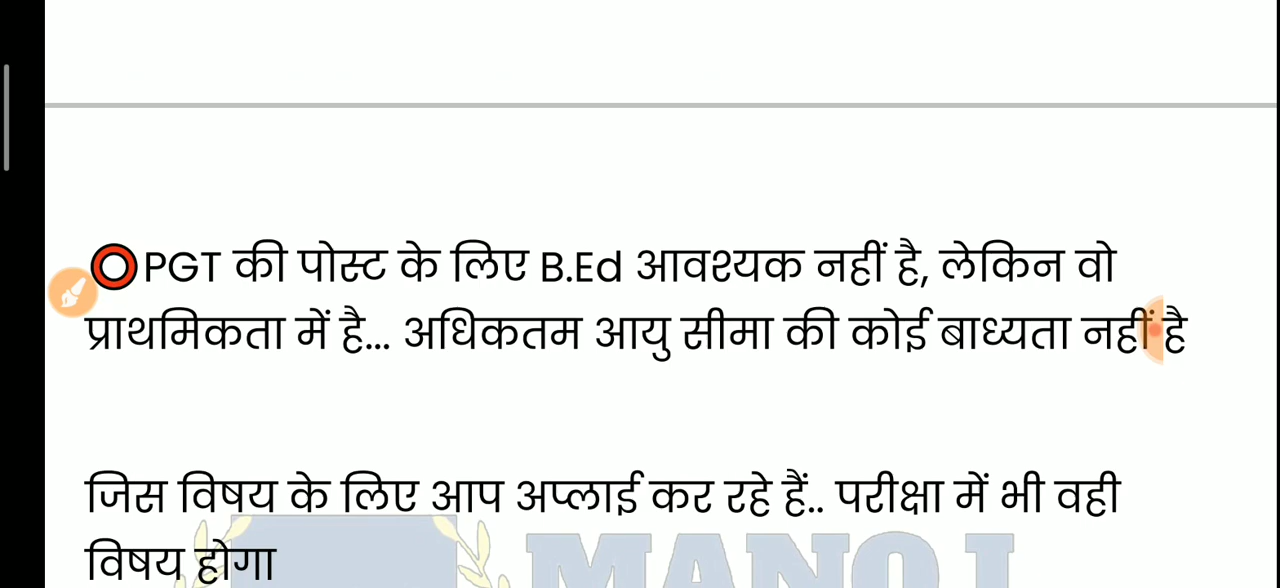 PGT की पोस्ट के लिए B.Ed आवश्यक नहीं है, लेकिन वो
प्राथमिकता में है... अधिकतम आयु सीमा की कोई बाध्यता नहीं है
जिस विषय के लिए आप अप्लाई कर रहे हैं.. परीक्षा में भी वही
विषय होगा
MANOJ